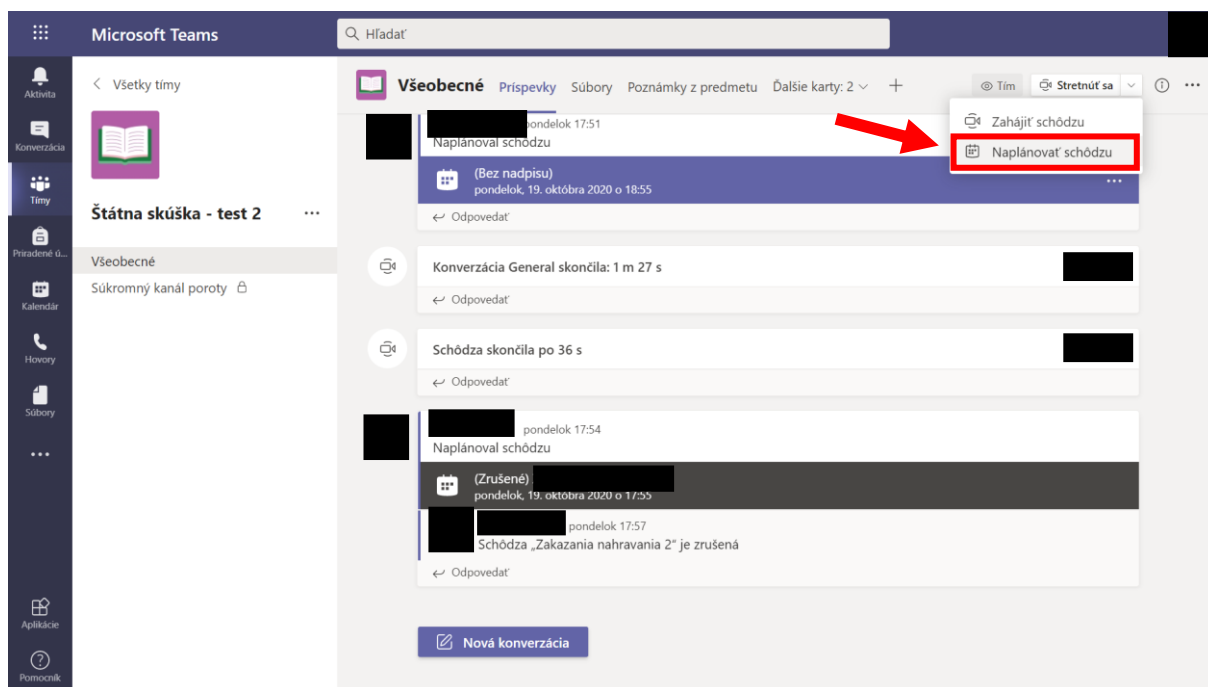 Microsoft Teams
Hľadať
Aktivita
Konverzácia
Tímy
Priradené ú...
Kalendár
Hovory
Súbory
Aplikácie
Pomocník
Všetky tímy
Štátna skúška - test 2
Všeobecné
Súkromný kanál poroty
Všeobecné Príspevky Súbory Poznámky z predmetu Ďalšie karty: 2
Tím
Stretnúť sa
Zahájiť schôdzu
Naplánovať schôdzu
pondelok 17:51
Naplánoval schôdzu
(Bez nadpisu)
pondelok, 19. októbra 2020 o 18:55
Odpovedať
Konverzácia General skončila: 1 m 27 s
Odpovedať
Schôdza skončila po 36 s
Odpovedať
pondelok 17:54
Naplánoval schôdzu
(Zrušené)
pondelok, 19. októbra 2020 o 17:55
pondelok 17:57
Schôdza „Zakazania nahravania 2“ je zrušená
Odpovedať
Nová konverzácia